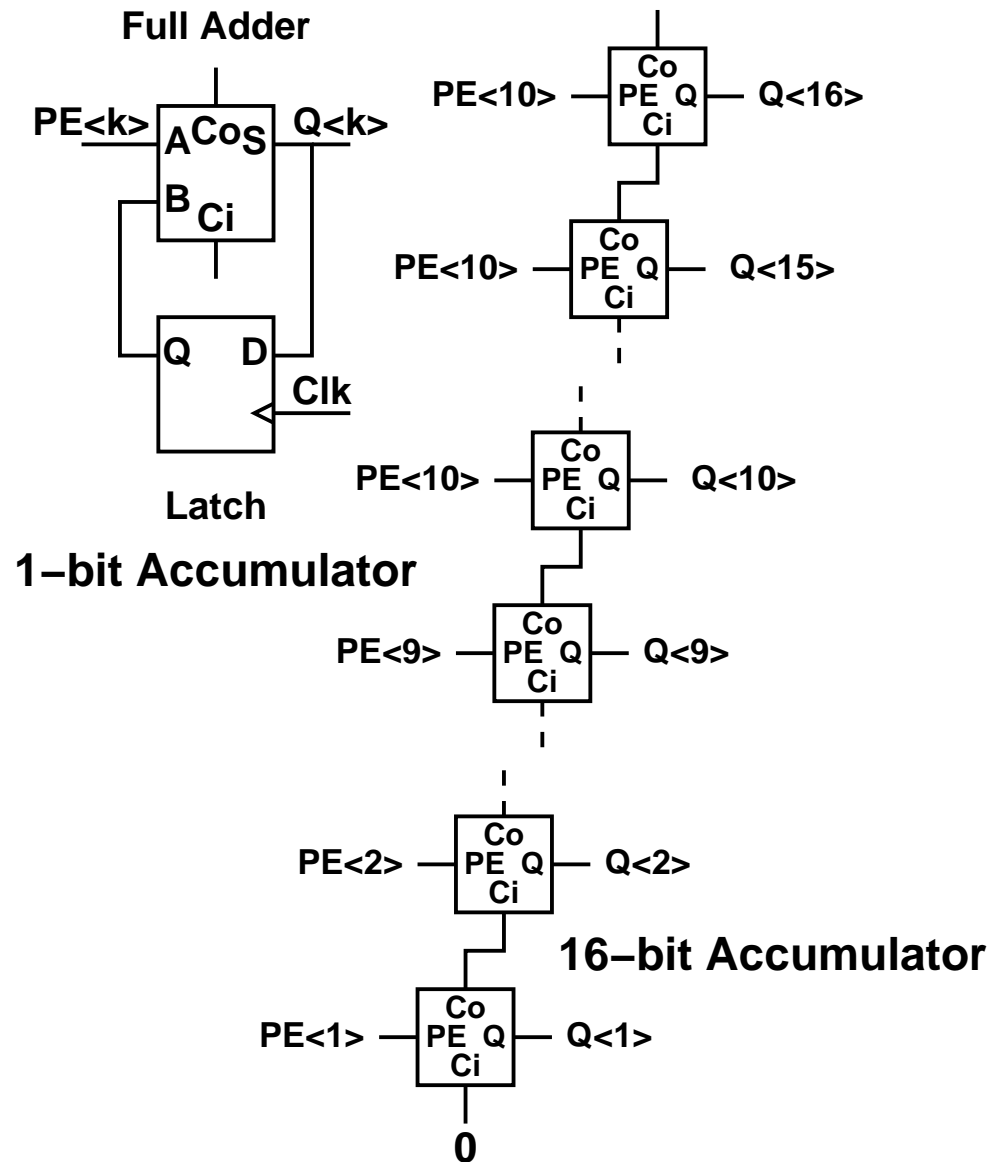 Full Adder
PE<k>
Q<k>
A
Co
S
B
Ci
Q
D
Clk
Latch
1–bit Accumulator
Co
PE<10>
PE Q
Q<16>
Ci
Co
PE<10>
PE Q
Q<15>
Ci
Co
PE<10>
PE Q
Q<10>
Ci
Co
PE<9>
PE Q
Q<9>
Ci
Co
PE<2>
PE Q
Q<2>
Ci
16–bit Accumulator
Co
PE<1>
PE Q
Q<1>
Ci
0